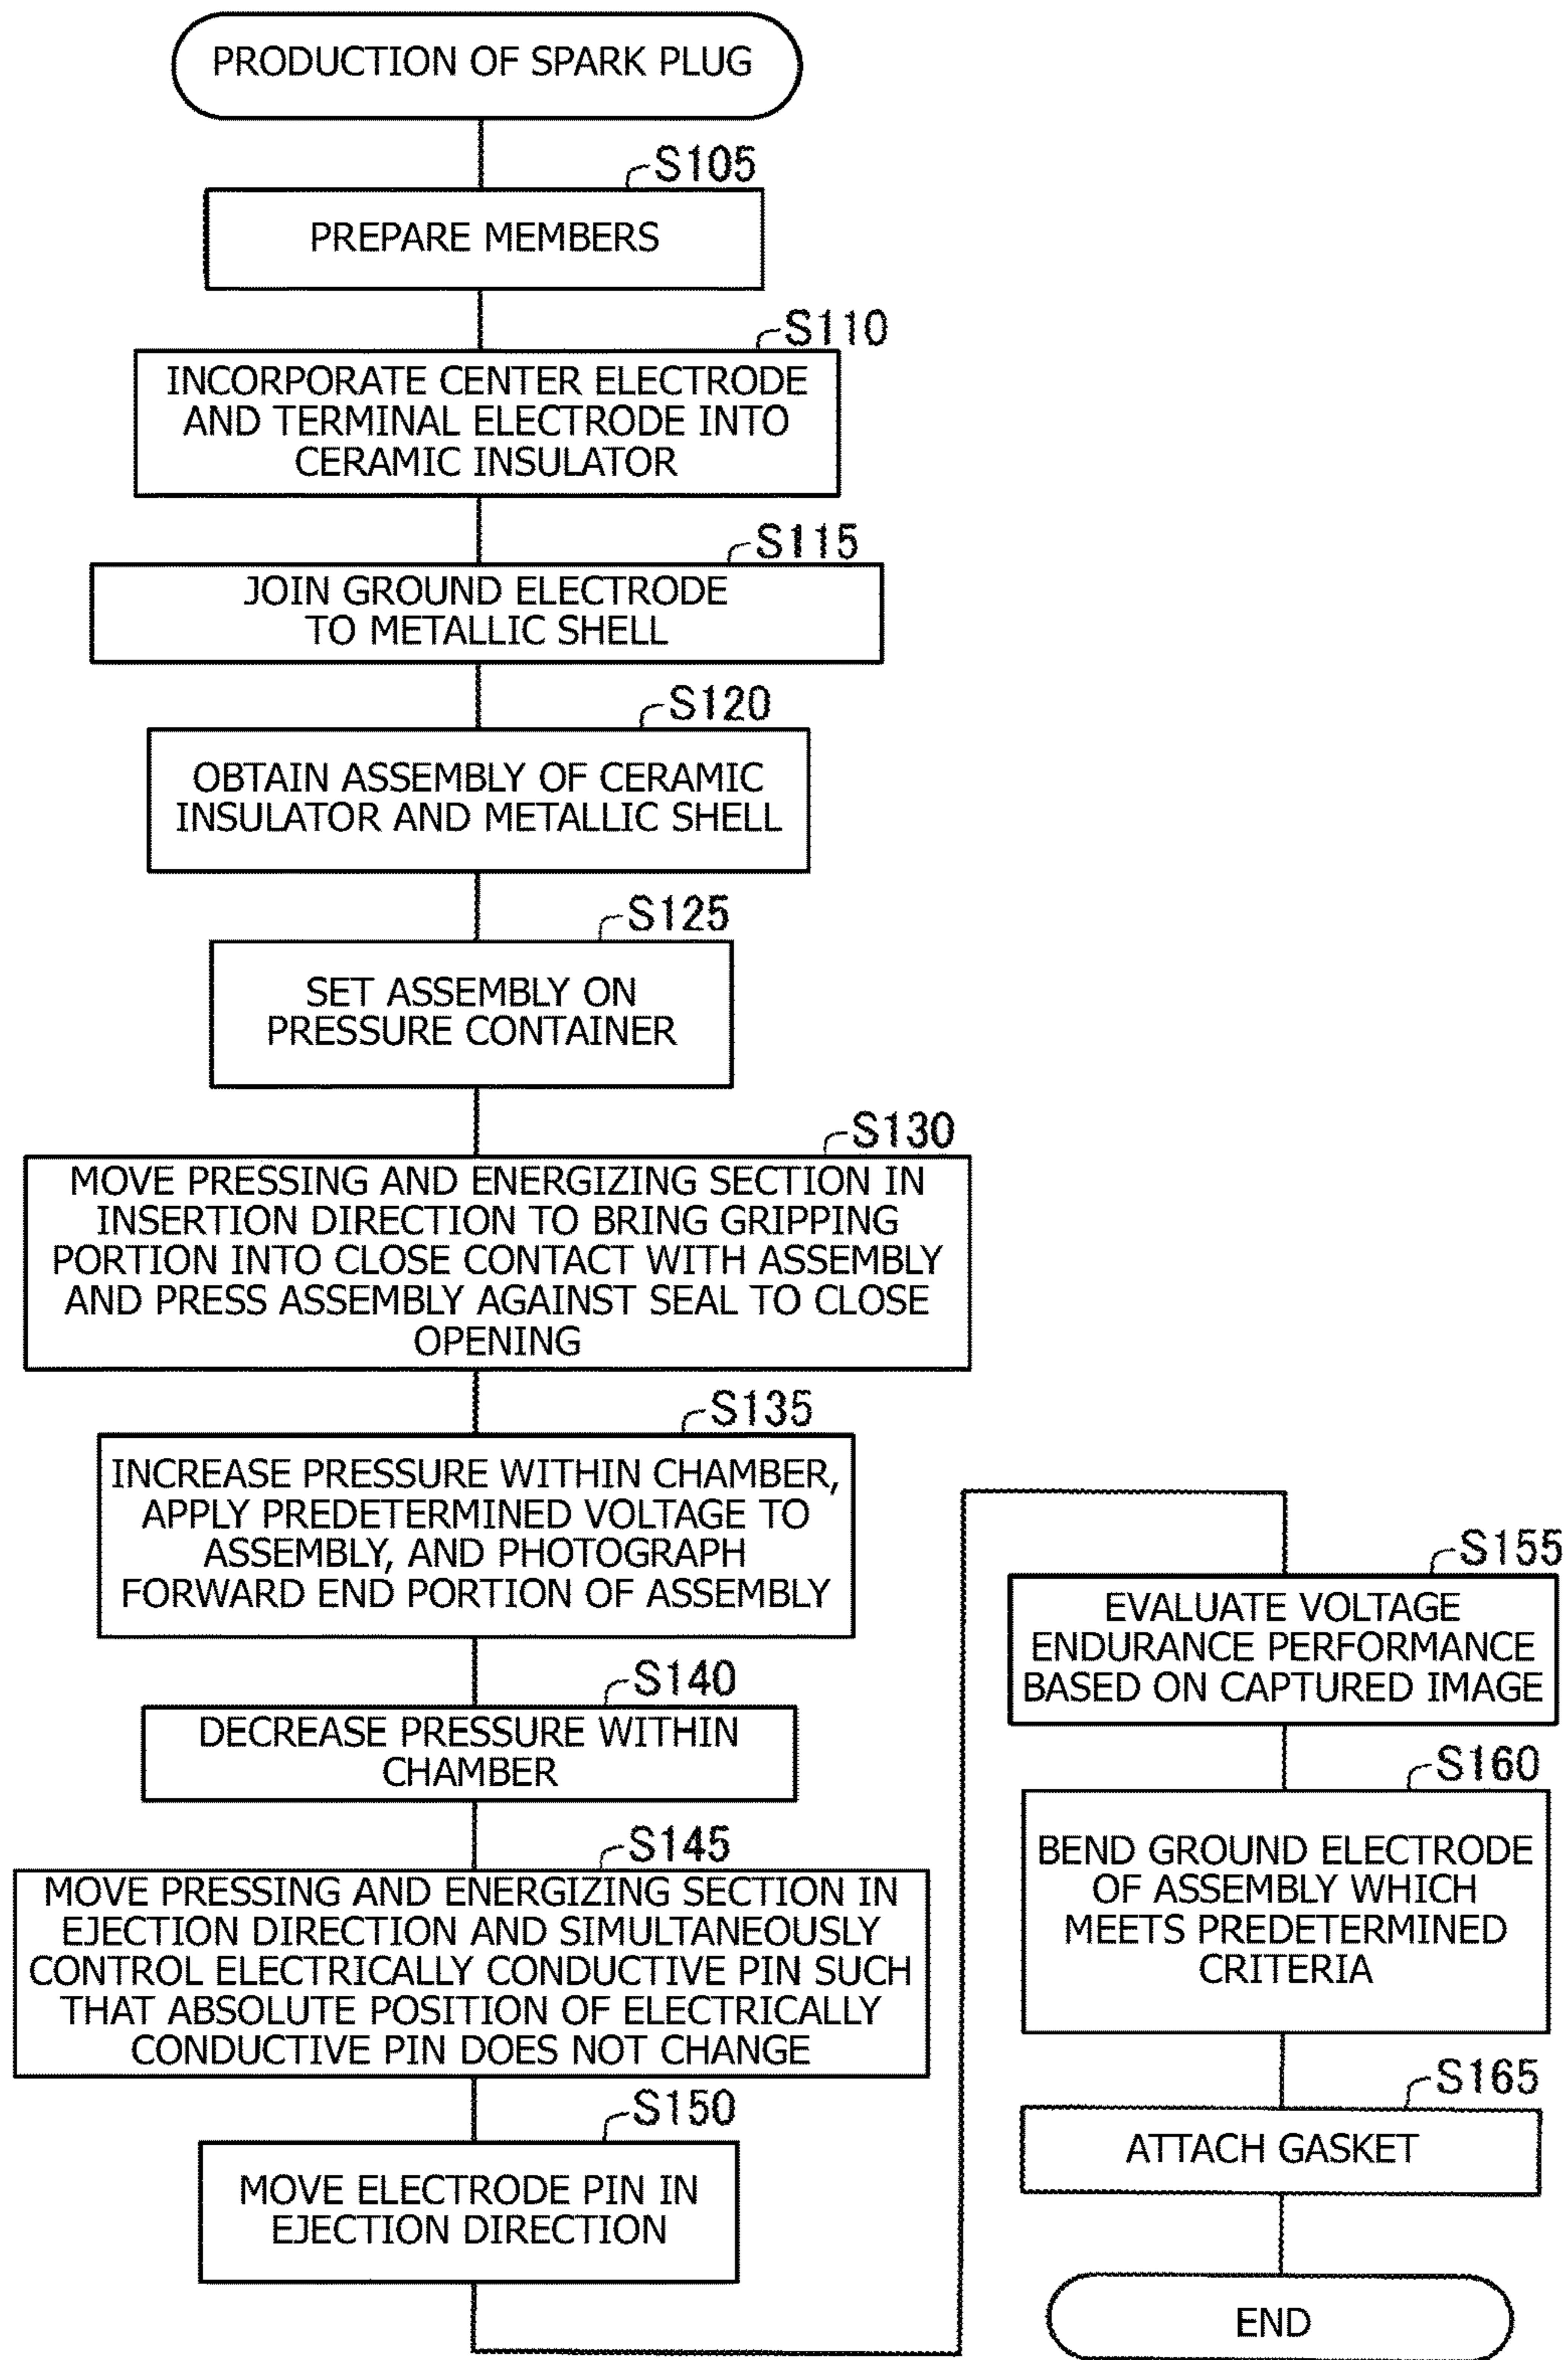 PRODUCTION OF SPARK PLUG
S105
PREPARE MEMBERS
S110
INCORPORATE CENTER ELECTRODE
AND TERMINAL ELECTRODE INTO
CERAMIC INSULATOR
S115
JOIN GROUND ELECTRODE
TO METALLIC SHELL
S120
OBTAIN ASSEMBLY OF CERAMIC
INSULATOR AND METALLIC SHELL
S125
SET ASSEMBLY ON
PRESSURE CONTAINER
S130
MOVE PRESSING AND ENERGIZING SECTION IN
INSERTION DIRECTION TO BRING GRIPPING
PORTION INTO CLOSE CONTACT WITH ASSEMBLY
AND PRESS ASSEMBLY AGAINST SEAL TO CLOSE
OPENING
S135
INCREASE PRESSURE WITHIN CHAMBER,
APPLY PREDETERMINED VOLTAGE TO
ASSEMBLY, AND PHOTOGRAPH
FORWARD END PORTION OF ASSEMBLY
S140
DECREASE PRESSURE WITHIN
CHAMBER
S145
MOVE PRESSING AND ENERGIZING SECTION IN
EJECTION DIRECTION AND SIMULTANEOUSLY
CONTROL ELECTRICALLY CONDUCTIVE PIN SUCH
THAT ABSOLUTE POSITION OF ELECTRICALLY
CONDUCTIVE PIN DOES NOT CHANGE
S150
MOVE ELECTRODE PIN IN
EJECTION DIRECTION
S155
EVALUATE VOLTAGE
ENDURANCE PERFORMANCE
BASED ON CAPTURED IMAGE
S160
BEND GROUND ELECTRODE
OF ASSEMBLY WHICH
MEETS PREDETERMINED
CRITERIA
S165
ATTACH GASKET
END